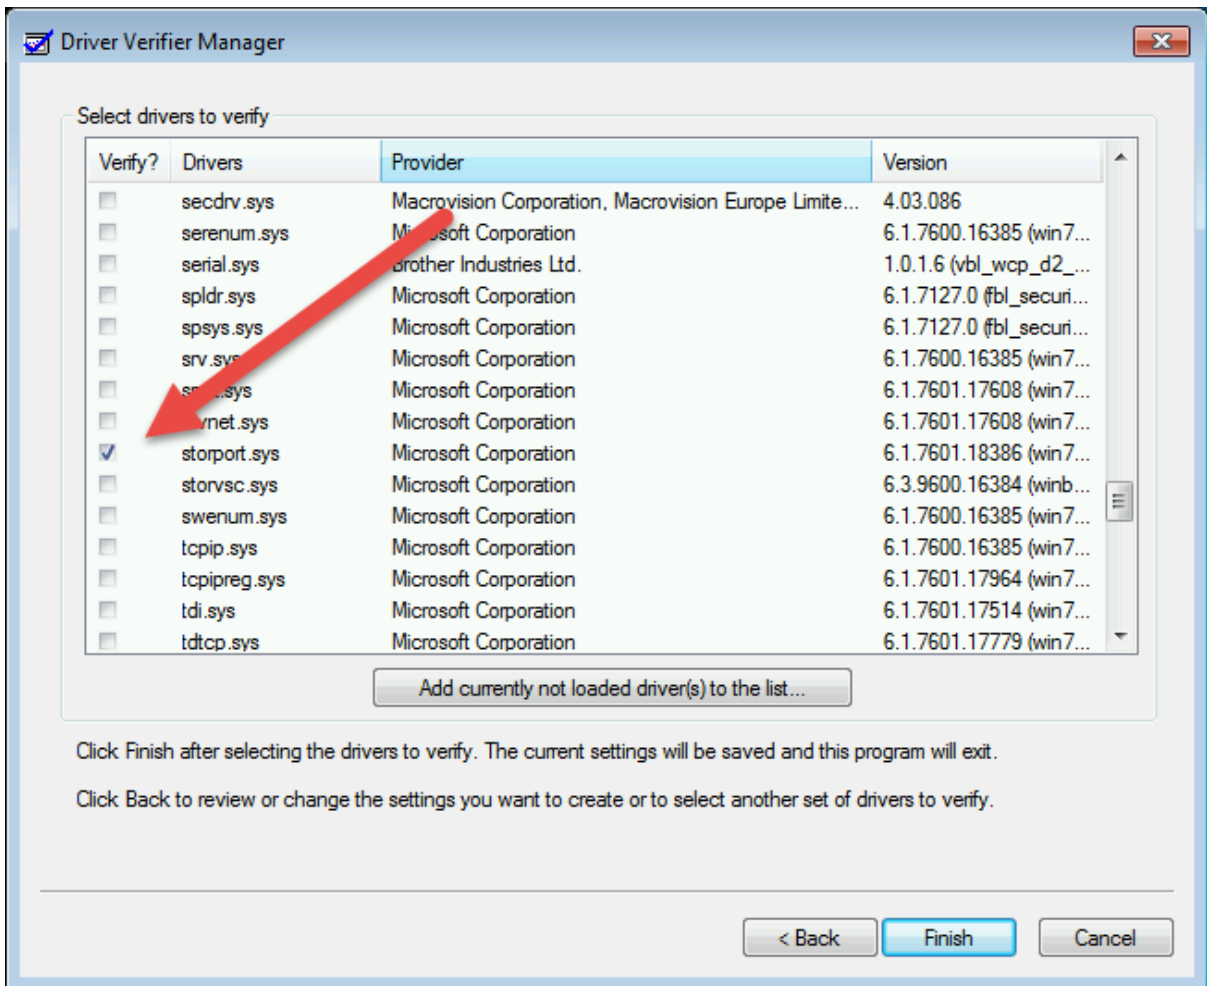 Driver Verifier Manager
Select drivers to verify
Verify? Drivers Provider Version
secdrv.sys Macrovision Corporation, Macrovision Europe Limite... 4.03.086
serenum.sys Microsoft Corporation 6.1.7600.16385 (win7...
serial.sys Brother Industries Ltd. 1.0.1.6 (vbl_wcp_d2_...
spldr.sys Microsoft Corporation 6.1.7127.0 (fbl_securi...
spsys.sys Microsoft Corporation 6.1.7127.0 (fbl_securi...
srv.sys Microsoft Corporation 6.1.7600.16385 (win7...
Microsoft Corporation 6.1.7601.17608 (win7...
Microsoft Corporation 6.1.7601.17608 (win7...
storport.sys Microsoft Corporation 6.1.7601.18386 (win7...
storvsc.sys Microsoft Corporation 6.3.9600.16384 (winb...
swenum.sys Microsoft Corporation 6.1.7600.16385 (win7...
tcpip.sys Microsoft Corporation 6.1.7600.16385 (win7...
tcpipreg.sys Microsoft Corporation 6.1.7601.17964 (win7...
tdi.sys Microsoft Corporation 6.1.7601.17514 (win7...
tdtcp.sys Microsoft Corporation 6.1.7601.17779 (win7...
Add currently not loaded driver(s) to the list...
Click Finish after selecting the drivers to verify. The current settings will be saved and this program will exit.
Click Back to review or change the settings you want to create or to select another set of drivers to verify.
< Back Finish Cancel